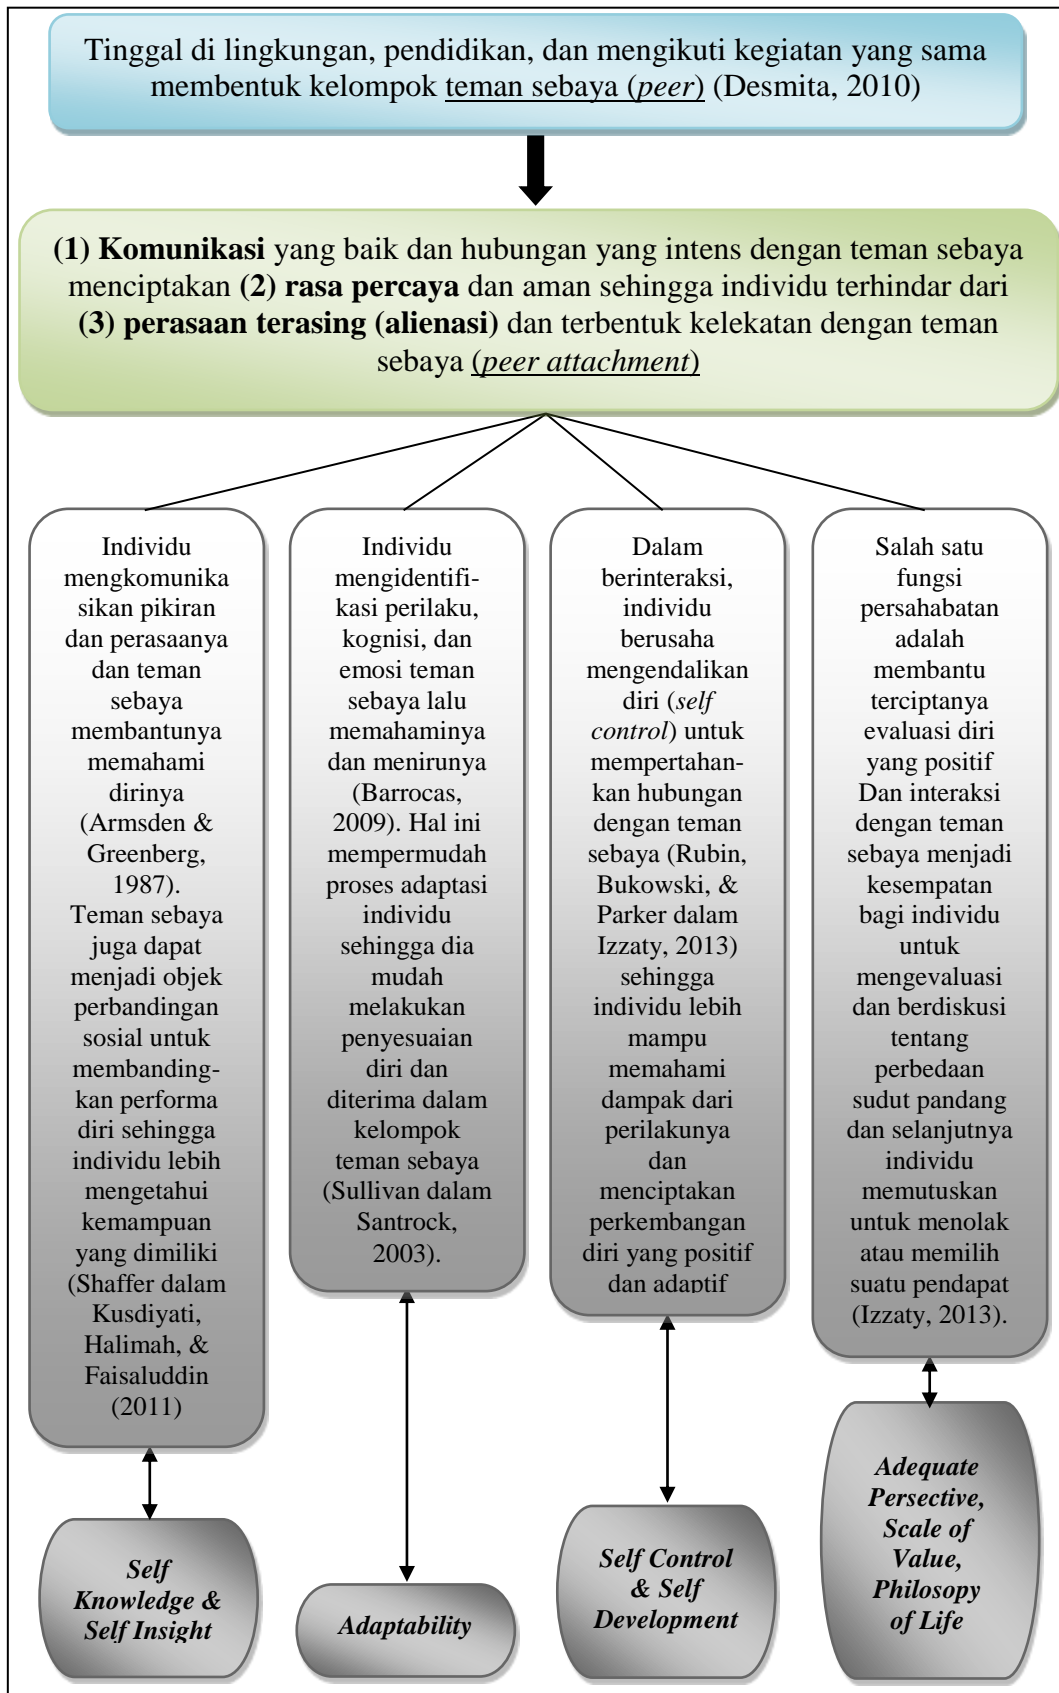 Tinggal di lingkungan, pendidikan, dan mengikuti kegiatan yang sama
membentuk kelompok teman sebaya (peer) (Desmita, 2010)
(1) Komunikasi yang baik dan hubungan yang intens dengan teman sebaya
menciptakan (2) rasa percaya dan aman sehingga individu terhindar dari
(3) perasaan terasing (alienasi) dan terbentuk kelekatan dengan teman
sebaya (peer attachment)
Individu
mengkomunika
sikan pikiran
dan perasaanya
dan teman
sebaya
membantunya
memahami
dirinya
(Armsden &
Greenberg,
1987).
Teman sebaya
juga dapat
menjadi objek
perbandingan
sosial untuk
membanding-
kan performa
diri sehingga
individu lebih
mengetahui
kemampuan
yang dimiliki
(Shaffer dalam
Kusdiyati,
Halimah, &
Faisaluddin
(2011)
Individu
mengidentifi-
kasi perilaku,
kognisi, dan
emosi teman
sebaya lalu
memahaminya
dan menirunya
(Barrocas,
2009). Hal ini
mempermudah
proses adaptasi
individu
sehingga dia
mudah
melakukan
penyesuaian
diri dan
diterima dalam
kelompok
teman sebaya
(Sullivan dalam
Santrock,
2003).
Dalam
berinteraksi,
individu
berusaha
mengendalikan
diri (self
control) untuk
mempertahan-
kan hubungan
dengan teman
sebaya (Rubin,
Bukowski, &
Parker dalam
Izzaty, 2013)
sehingga
individu lebih
mampu
memahami
dampak dari
perilakunya
dan
menciptakan
perkembangan
diri yang positif
dan adaptif
Salah satu
fungsi
persahabatan
adalah
membantu
terciptanya
evaluasi diri
yang positif
Dan interaksi
dengan teman
sebaya menjadi
kesempatan
bagi individu
untuk
mengevaluasi
dan berdiskusi
tentang
perbedaan
sudut pandang
dan selanjutnya
individu
memutuskan
untuk menolak
atau memilih
suatu pendapat
(Izzaty, 2013).
Self
Knowledge &
Self Insight
Adaptability
Self Control
& Self
Development
Adequate
Persective,
Scale of
Value,
Philosopy
of Life